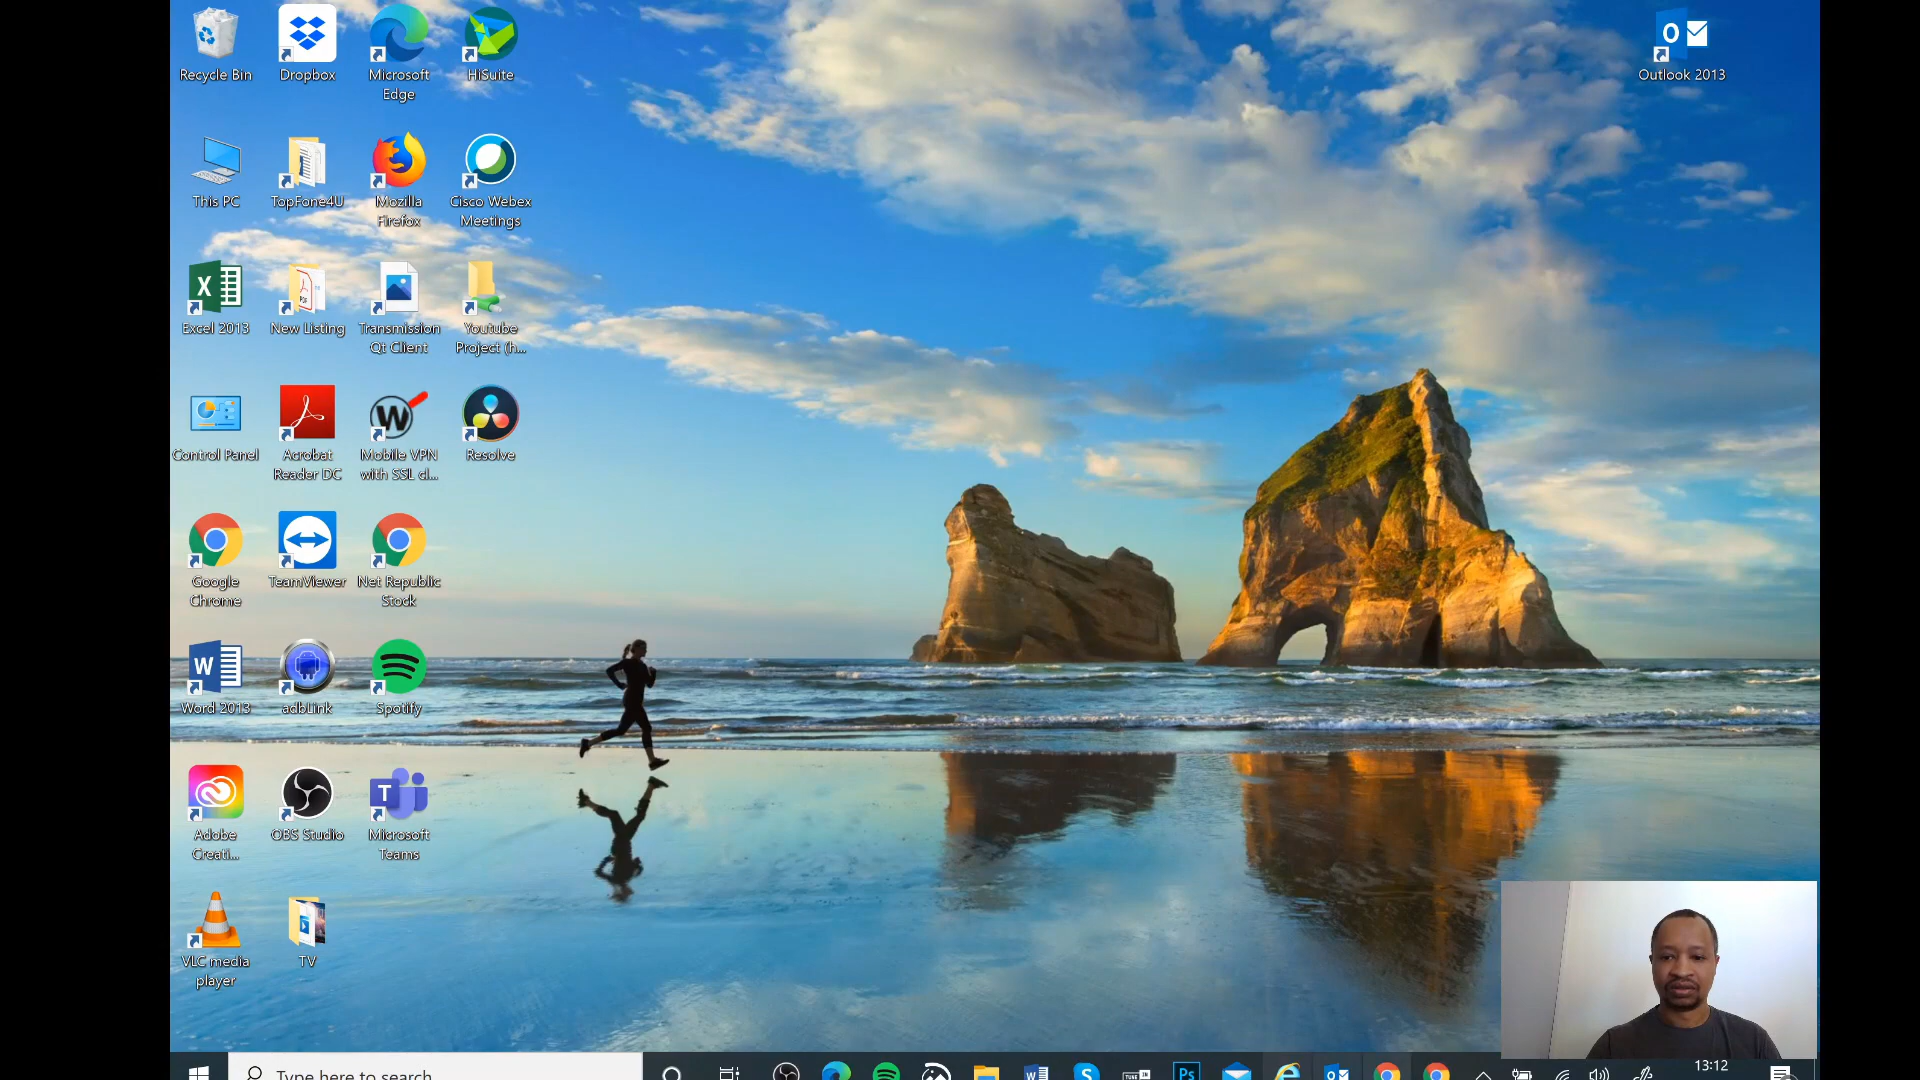 Recycle Bin
Dropbox
Microsoft
Edge
HiSuite
Outlook 2013
This PC
TopFone4U
Mozilla
Firefox
Cisco Webex
Meetings
Excel 2013
New Listing
Transmission
Qt Client
Youtube
Project (h...
Control Panel
Acrobat
Reader DC
Mobile VPN
with SSL cl...
Resolve
Google
Chrome
TeamViewer
Net Republic
Stock
Word 2013
adbLink
Spotify
Adobe
Creati...
OBS Studio
Microsoft
Teams
VLC media
player
TV
Type here to search
13:12